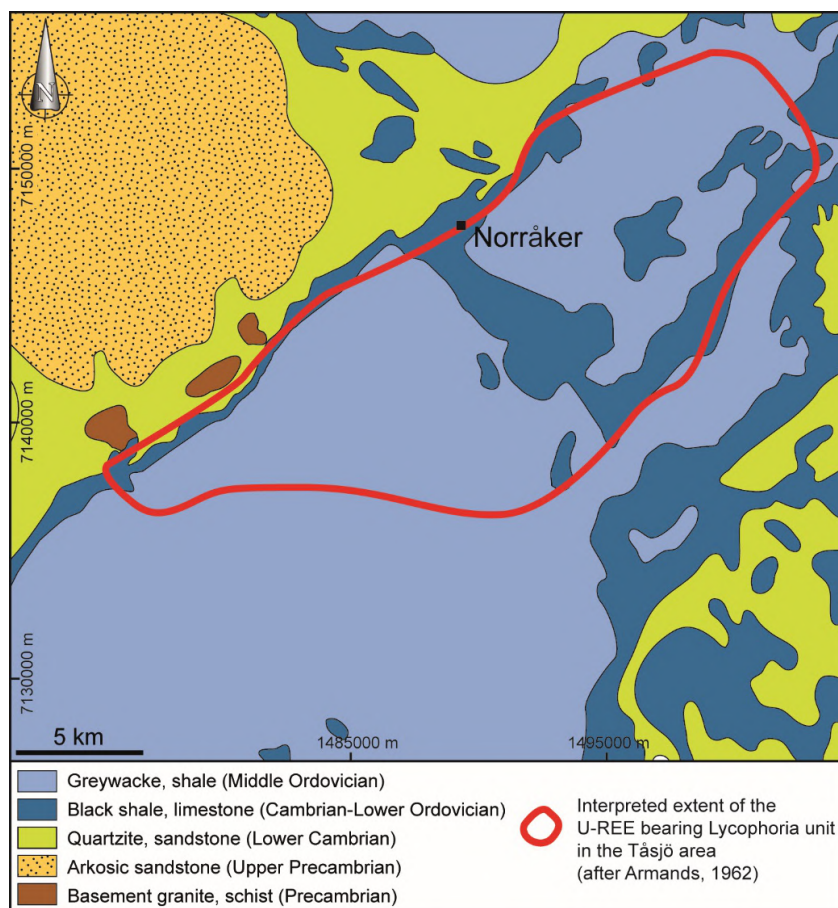 N
7150000 m
Norråker
7140000 m
7130000 m
5 km
1485000 m
1495000 m
Greywacke, shale (Middle Ordovician)
Black shale, limestone (Cambrian-Lower Ordovician)
Quartzite, sandstone (Lower Cambrian)
Arkosic sandstone (Upper Precambrian)
Basement granite, schist (Precambrian)
Interpreted extent of the
U-REE bearing Lycophoria unit
in the Tåsjö area
(after Armands, 1962)